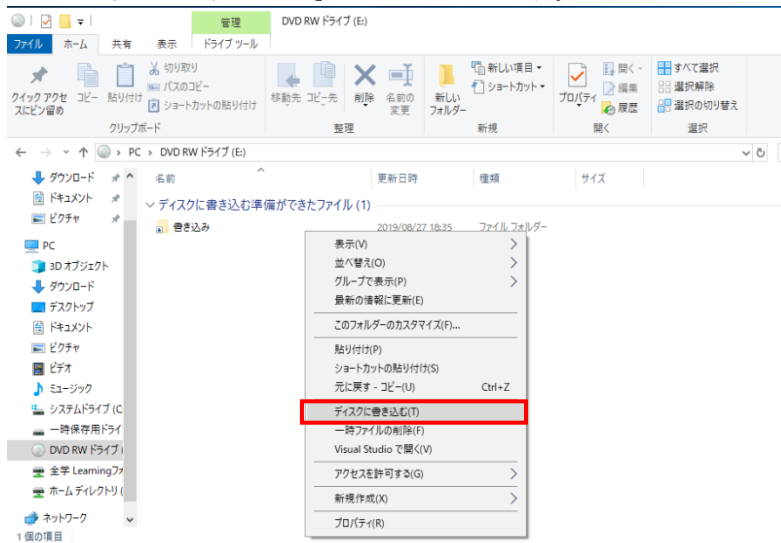 管理
DVD RW ドライブ (E:)
ファイル
ホーム
共有
表示
ドライブ ツール
クイック アクセスにピン留め
コピー
貼り付け
切り取り
パスのコピー
ショートカットの貼り付け
クリップボード
移動先
コピー先
削除
名前の変更
整理
新しいフォルダー
新しい項目
ショートカット
新規
プロパティ
開く
編集
履歴
開く
すべて選択
選択解除
選択の切り替え
選択
PC › DVD RW ドライブ (E:)
ダウンロード
ドキュメント
ピクチャ
PC
3D オブジェクト
ダウンロード
デスクトップ
ドキュメント
ピクチャ
ビデオ
ミュージック
システムドライブ (C
一時保存用ドライ
DVD RW ドライブ (
全学 Learningフォ
ホームディレクトリ (
ネットワーク
1 個の項目
名前
更新日時
種類
サイズ
ディスクに書き込む準備ができたファイル (1)
書き込み
2019/08/27 18:35
ファイル フォルダー
表示(V)
並べ替え(O)
グループで表示(P)
最新の情報に更新(E)
このフォルダーのカスタマイズ(F)...
貼り付け(P)
ショートカットの貼り付け(S)
元に戻す - コピー(U) Ctrl+Z
ディスクに書き込む(T)
一時ファイルの削除(F)
Visual Studio で開く(V)
アクセスを許可する(G)
新規作成(X)
プロパティ(R)